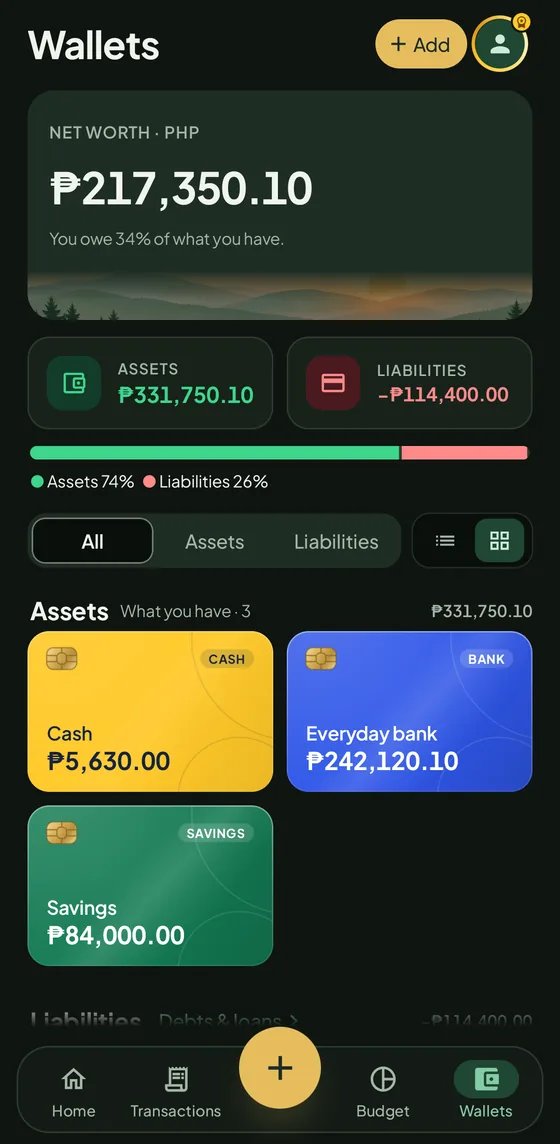 Wallets
+ Add
NET WORTH · PHP
₱217,350.10
You owe 34% of what you have.
ASSETS
₱331,750.10
LIABILITIES
-₱114,400.00
Assets 74% Liabilities 26%
All Assets Liabilities
Assets What you have · 3 ₱331,750.10
CASH
Cash
₱5,630.00
BANK
Everyday bank
₱242,120.10
SAVINGS
Savings
₱84,000.00
Liabilities Debts & loans > -₱114,400.00
Home Transactions + Budget Wallets